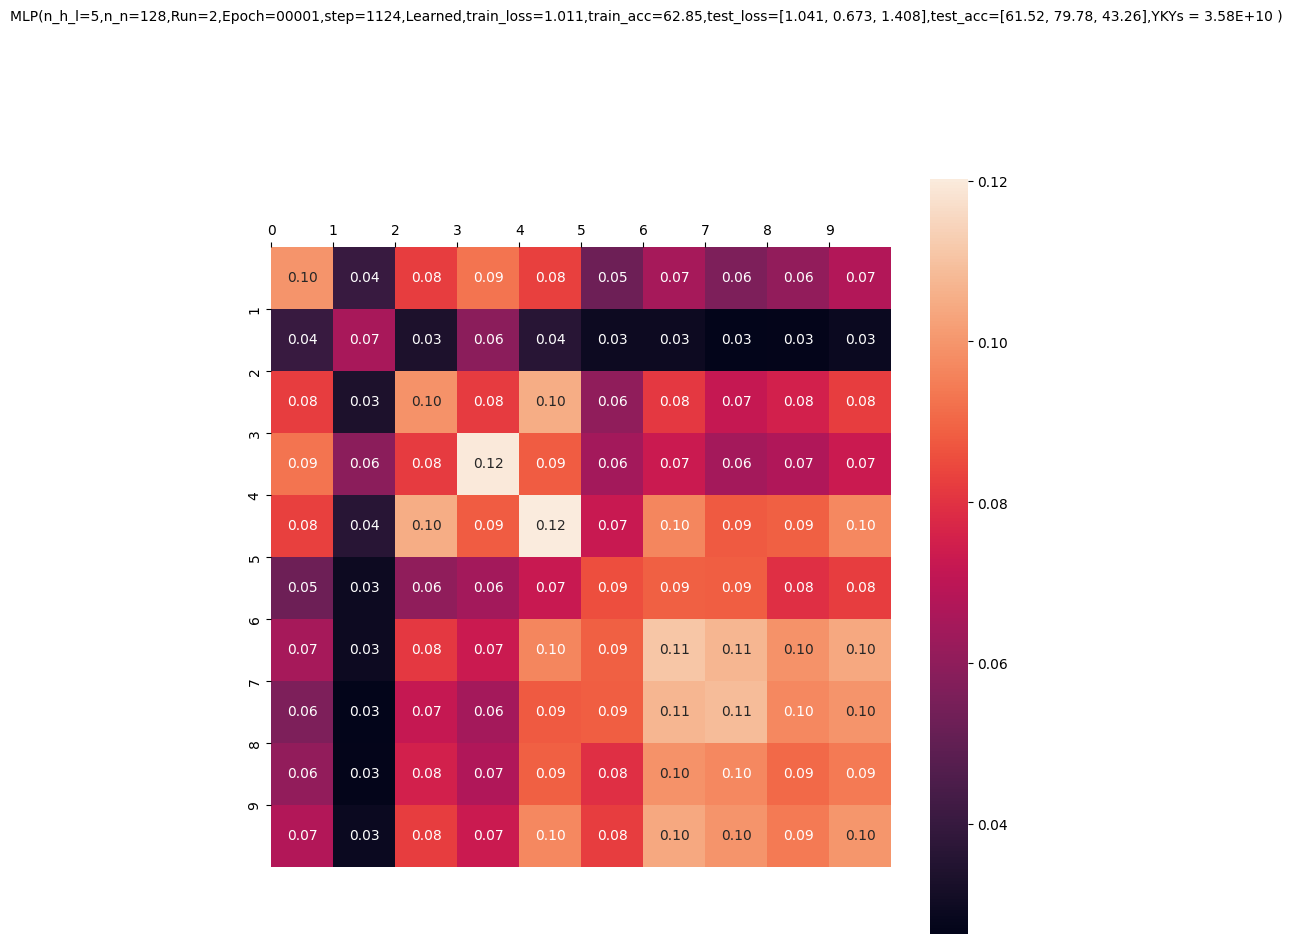 MLP(n_h_l=5,n_n=128,Run=2,Epoch=00001,step=1124,Learned,train_loss=1.011,train_acc=62.85,test_loss=[1.041, 0.673, 1.408],test_acc=[61.52, 79.78, 43.26],YKYs = 3.58E+10 )
0.12
0 1 2 3 4 5 6 7 8 9
0.10 0.04 0.08 0.09 0.08 0.05 0.07 0.06 0.06 0.07
1
0.04 0.07 0.03 0.06 0.04 0.03 0.03 0.03 0.03 0.03
0.10
2
0.08 0.03 0.10 0.08 0.10 0.06 0.08 0.07 0.08 0.08
3
0.09 0.06 0.08 0.12 0.09 0.06 0.07 0.06 0.07 0.07
4
0.08
0.08 0.04 0.10 0.09 0.12 0.07 0.10 0.09 0.09 0.10
5
0.05 0.03 0.06 0.06 0.07 0.09 0.09 0.09 0.08 0.08
6
0.07 0.03 0.08 0.07 0.10 0.09 0.11 0.11 0.10 0.10
0.06
7
0.06 0.03 0.07 0.06 0.09 0.09 0.11 0.11 0.10 0.10
8
0.06 0.03 0.08 0.07 0.09 0.08 0.10 0.10 0.09 0.09
9
0.04
0.07 0.03 0.08 0.07 0.10 0.08 0.10 0.10 0.09 0.10